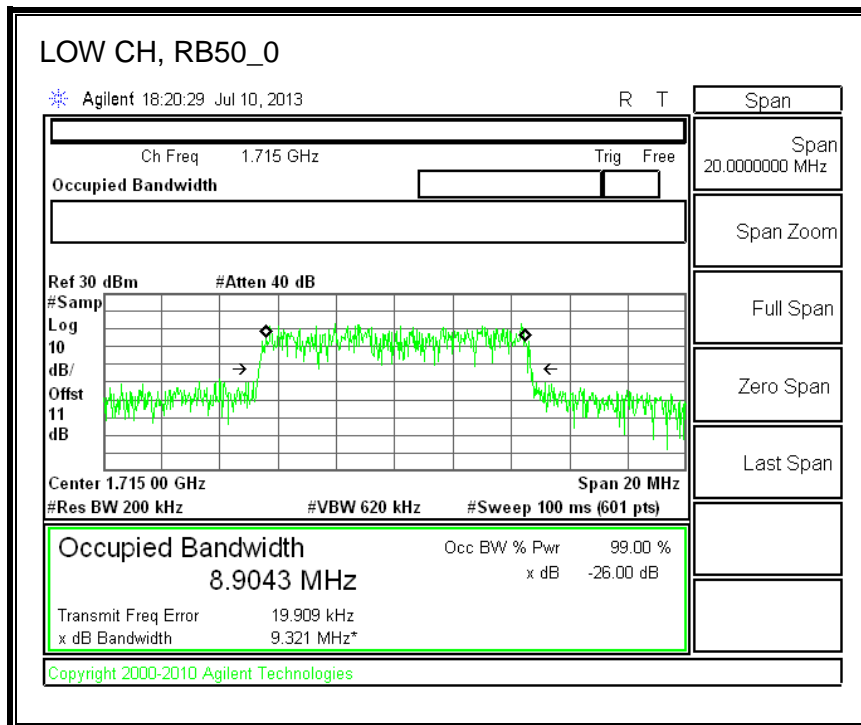 LOW CH, RB50_0
Agilent 18:20:29 Jul 10, 2013 R T
Span
Ch Freq 1.715 GHz Trig Free
Occupied Bandwidth
Span
20.0000000 MHz
Span Zoom
Full Span
Zero Span
Last Span
Ref 30 dBm #Atten 40 dB
#Samp
Log
10
dB/
Offst
11
dB
Center 1.715 00 GHz Span 20 MHz
#Res BW 200 kHz #VBW 620 kHz #Sweep 100 ms (601 pts)
Occupied Bandwidth Occ BW % Pwr 99.00 %
8.9043 MHz x dB -26.00 dB
Transmit Freq Error 19.909 kHz
x dB Bandwidth 9.321 MHz*
Copyright 2000-2010 Agilent Technologies